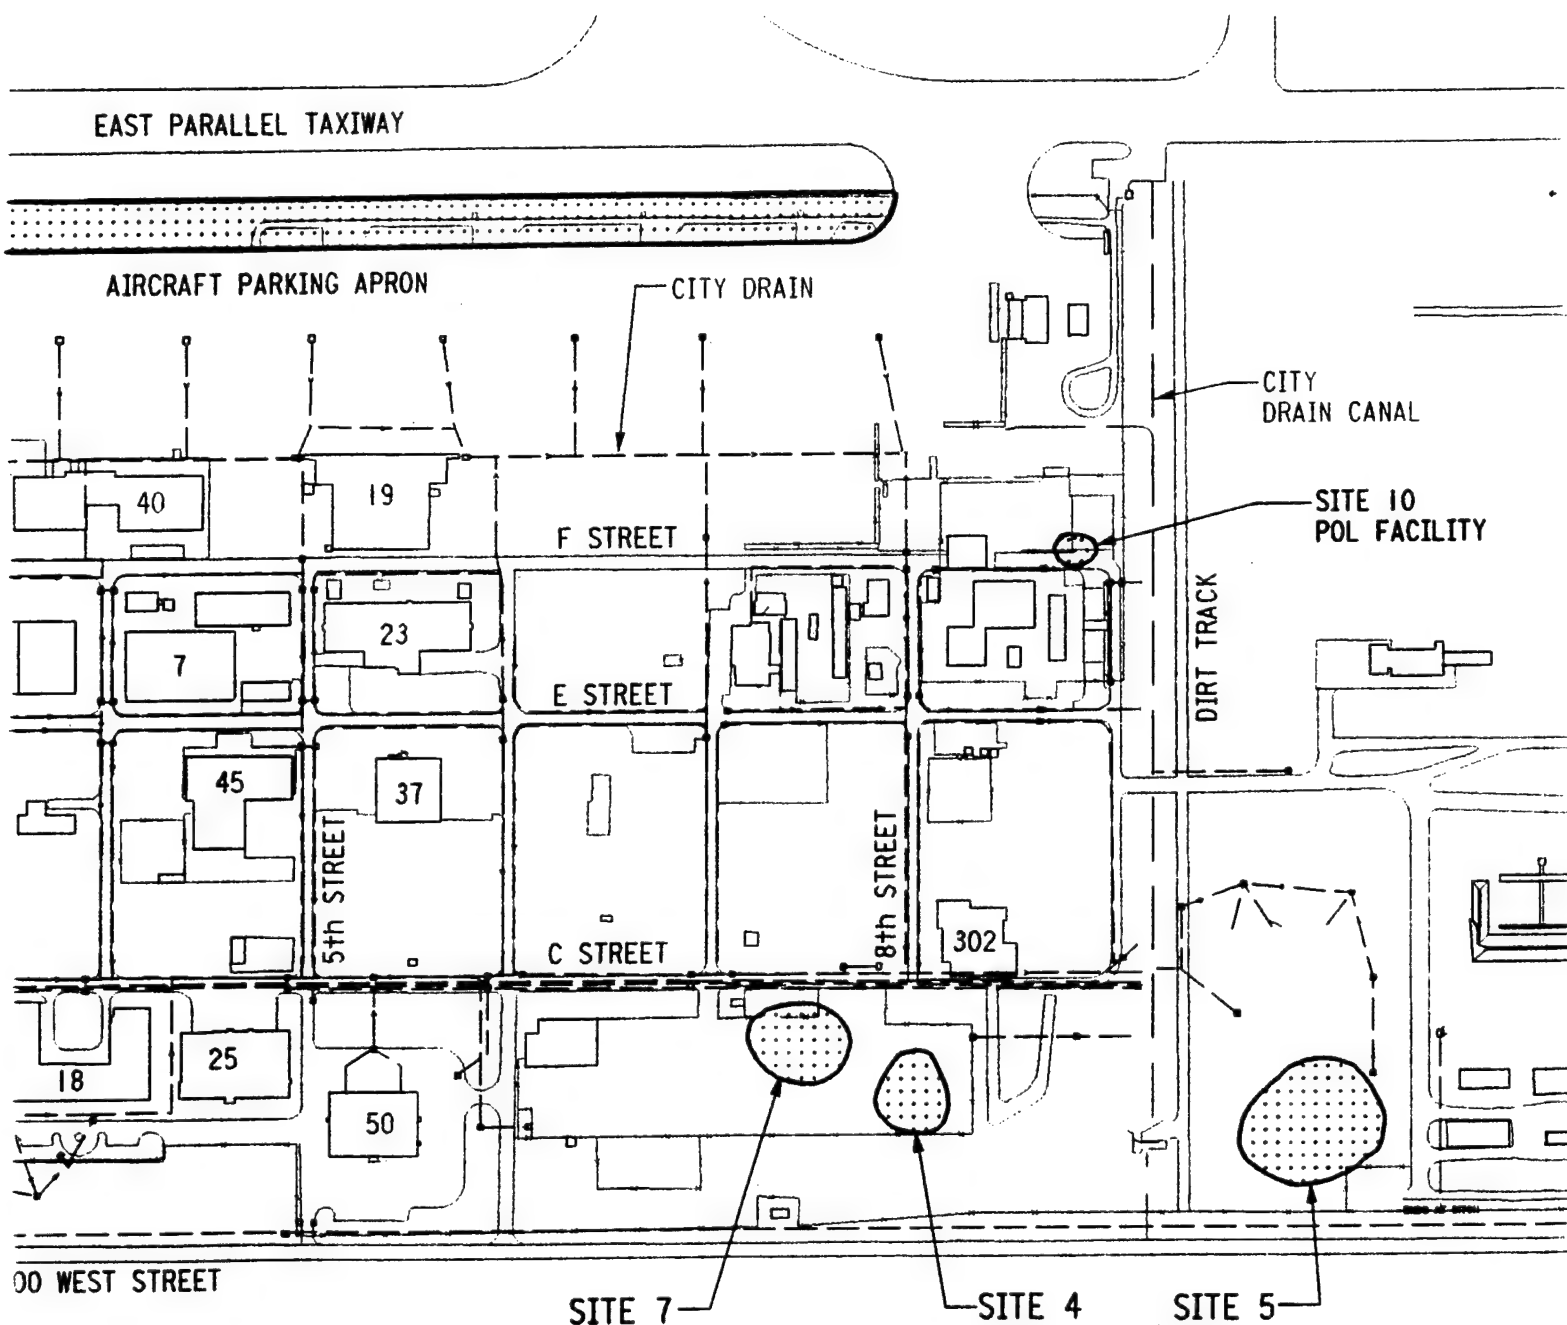 EAST PARALLEL TAXIWAY
AIRCRAFT PARKING APRON
CITY DRAIN
CITY
DRAIN CANAL
40
19
F STREET
SITE 10
POL FACILITY
7
23
E STREET
DIRT TRACK
45
37
5th STREET
8th STREET
C STREET
302
18
25
50
00 WEST STREET
SITE 7
SITE 4
SITE 5